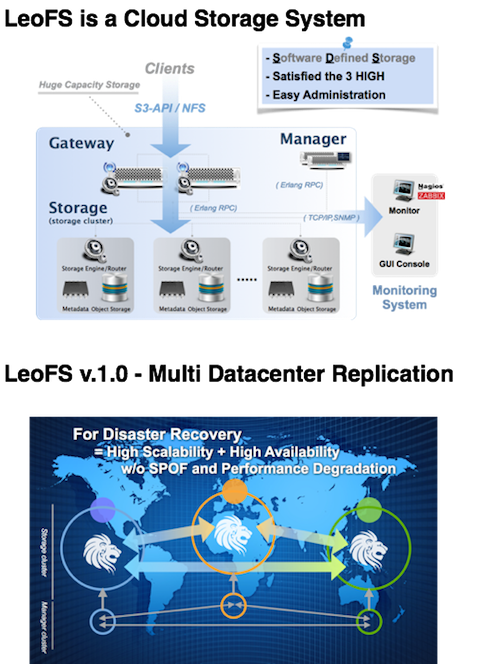 LeoFS is a Cloud Storage System
- Software Defined Storage
- Satisfied the 3 HIGH
- Easy Administration
Clients
Huge Capacity Storage
S3-API / NFS
Gateway
Manager
( Erlang RPC)
Storage
(storage cluster)
( Erlang RPC)
( TCP/IP,SNMP )
Nagios
ZABBIX
Monitor
GUI Console
Storage Engine/Router
Storage Engine/Router
.....
Storage Engine/Router
Metadata Object Storage
Metadata Object Storage
Metadata Object Storage
Monitoring
System
LeoFS v.1.0 - Multi Datacenter Replication
For Disaster Recovery
= High Scalability + High Availability
w/o SPOF and Performance Degradation
Storage cluster
Manager cluster